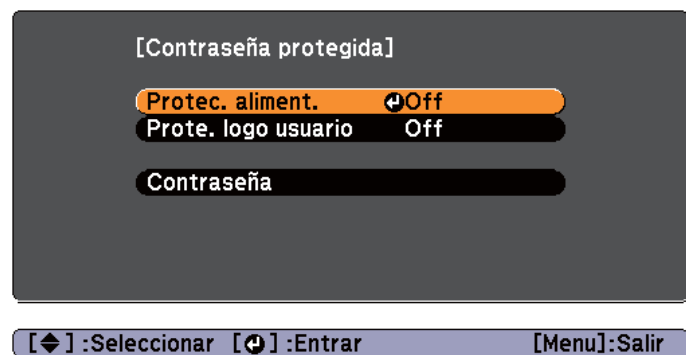 [Contraseña protegida]
Protec. aliment. Off
Prote. logo usuario Off
Contraseña
[◆]:Seleccionar [⏎]:Entrar [Menu]:Salir